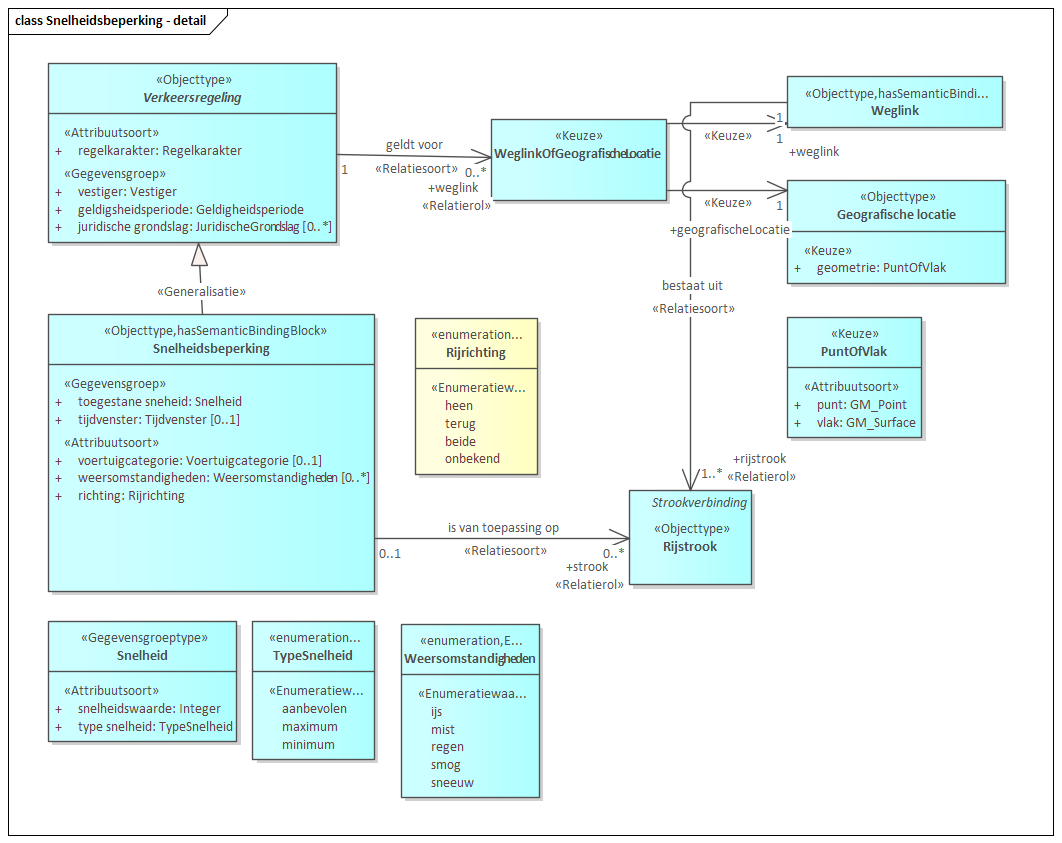 class Snelheidsbeperking - detail
«Objecttype»
Verkeersregeling
«Attribuutsoort»
+ regelkarakter: Regelkarakter
«Gegevensgroep»
+ vestiger: Vestiger
+ geldigsheidsperiode: Geldigheidsperiode
+ juridische grondslag: JuridischeGrondslag [0..*]
geldt voor
«Relatiesoort»
1
0..*
+weglink
«Relatierol»
«Keuze»
WeglinkOfGeografischeLocatie
«Objecttype,hasSemanticBindi...
Weglink
1
«Keuze»
1
+weglink
«Keuze»
1
+geografischeLocatie
«Objecttype»
Geografische locatie
«Keuze»
+ geometrie: PuntOfVlak
bestaat uit
«Relatiesoort»
«Generalisatie»
«Objecttype,hasSemanticBindingBlock»
Snelheidsbeperking
«Gegevensgroep»
+ toegestane sneheid: Snelheid
+ tijdvenster: Tijdvenster [0..1]
«Attribuutsoort»
+ voertuigcategorie: Voertuigcategorie [0..1]
+ weersomstandigheden: Weersomstandigheden [0..*]
+ richting: Rijrichting
«enumeration...
Rijrichting
«Enumeratiew...
heen
terug
beide
onbekend
«Keuze»
PuntOfVlak
«Attribuutsoort»
+ punt: GM_Point
+ vlak: GM_Surface
+rijstrook
1..*
«Relatierol»
is van toepassing op
0..1
«Relatiesoort»
0..*
+strook
«Relatierol»
Strookverbinding
«Objecttype»
Rijstrook
«Gegevensgroeptype»
Snelheid
«Attribuutsoort»
+ snelheidswaarde: Integer
+ type snelheid: TypeSnelheid
«enumeration...
TypeSnelheid
«Enumeratiew...
aanbevolen
maximum
minimum
«enumeration,E...
Weersomstandigheden
«Enumeratiewaa...
ijs
mist
regen
smog
sneeuw